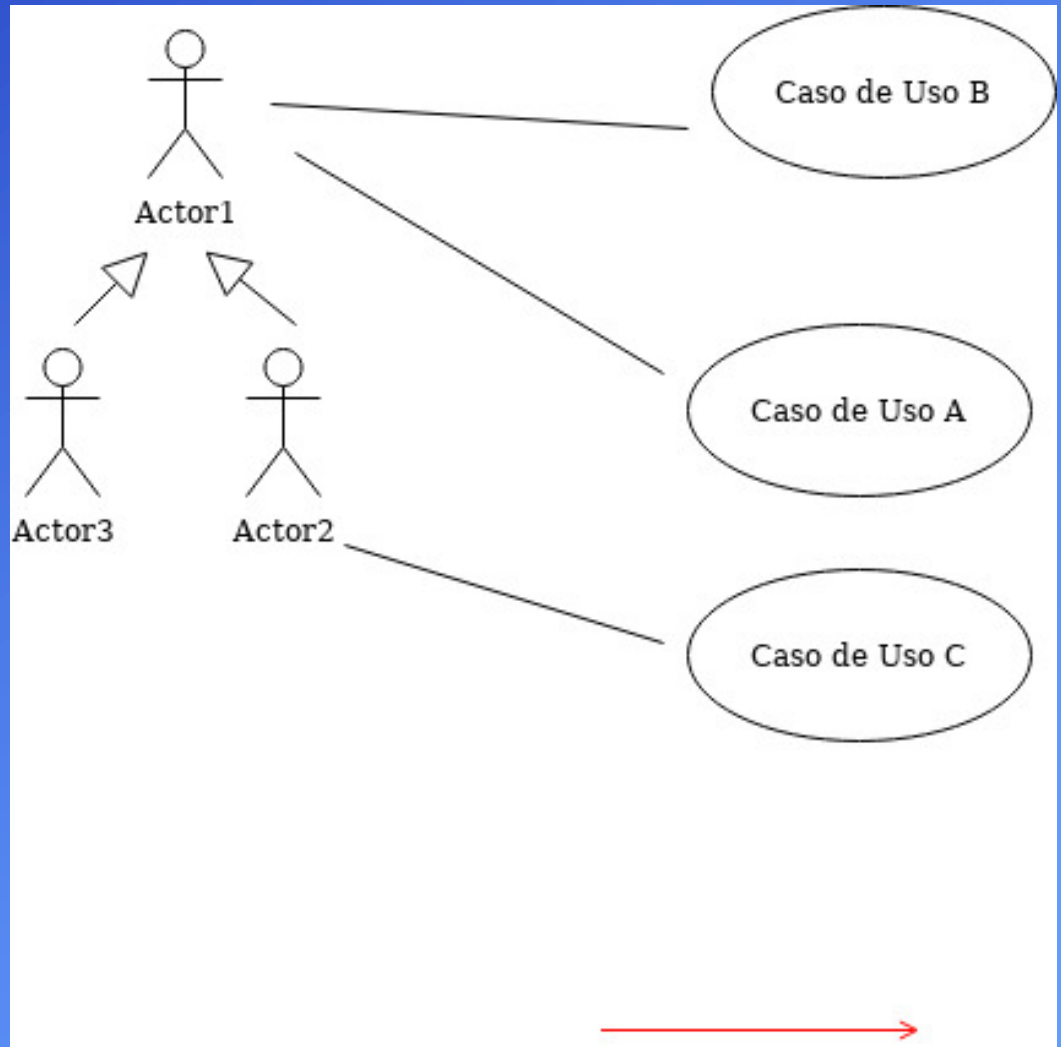 Caso de Uso B
Actor1
Caso de Uso A
Actor3
Actor2
Caso de Uso C